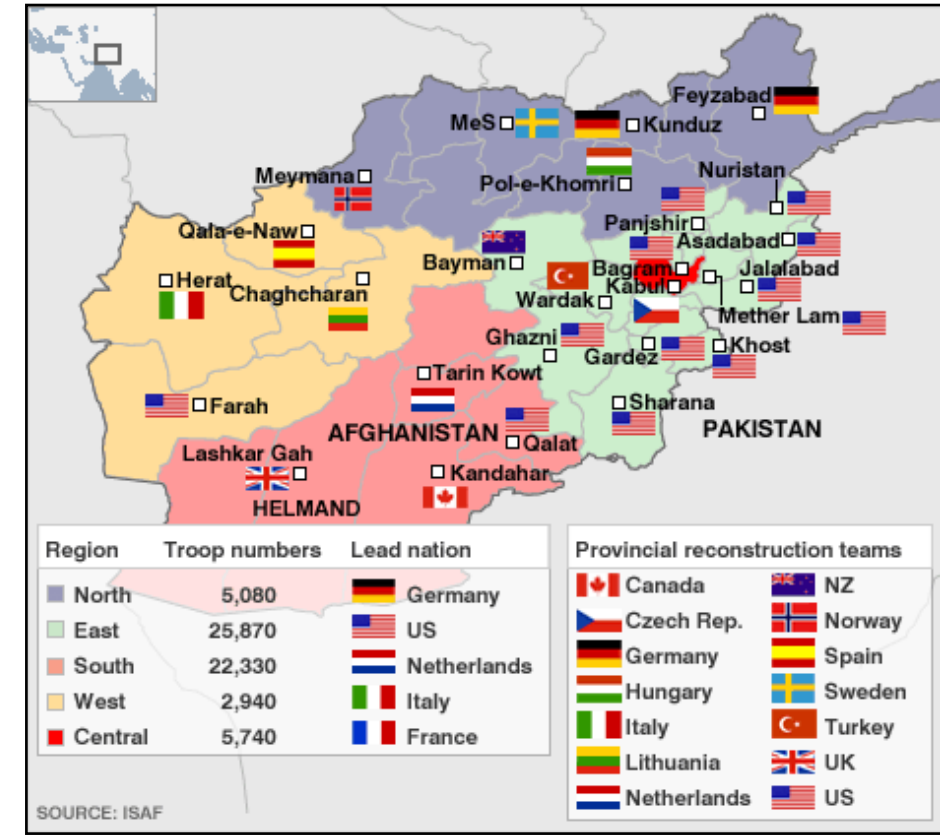 Feyzabad
MeS
Kunduz
Nuristan
Meymana
Pol-e-Khomri
Panjshir
Qala-e-Naw
Asadabad
Bayman
Bagram
Jalalabad
Herat
Kabul
Chaghcharan
Wardak
Mether Lam
Ghazni
Gardez
Khost
Tarin Kowt
Farah
Sharana
AFGHANISTAN
PAKISTAN
Qalat
Lashkar Gah
Kandahar
HELMAND
Region Troop numbers Lead nation
North 5,080 Germany
East 25,870 US
South 22,330 Netherlands
West 2,940 Italy
Central 5,740 France
Provincial reconstruction teams
Canada NZ
Czech Rep. Norway
Germany Spain
Hungary Sweden
Italy Turkey
Lithuania UK
Netherlands US
SOURCE: ISAF